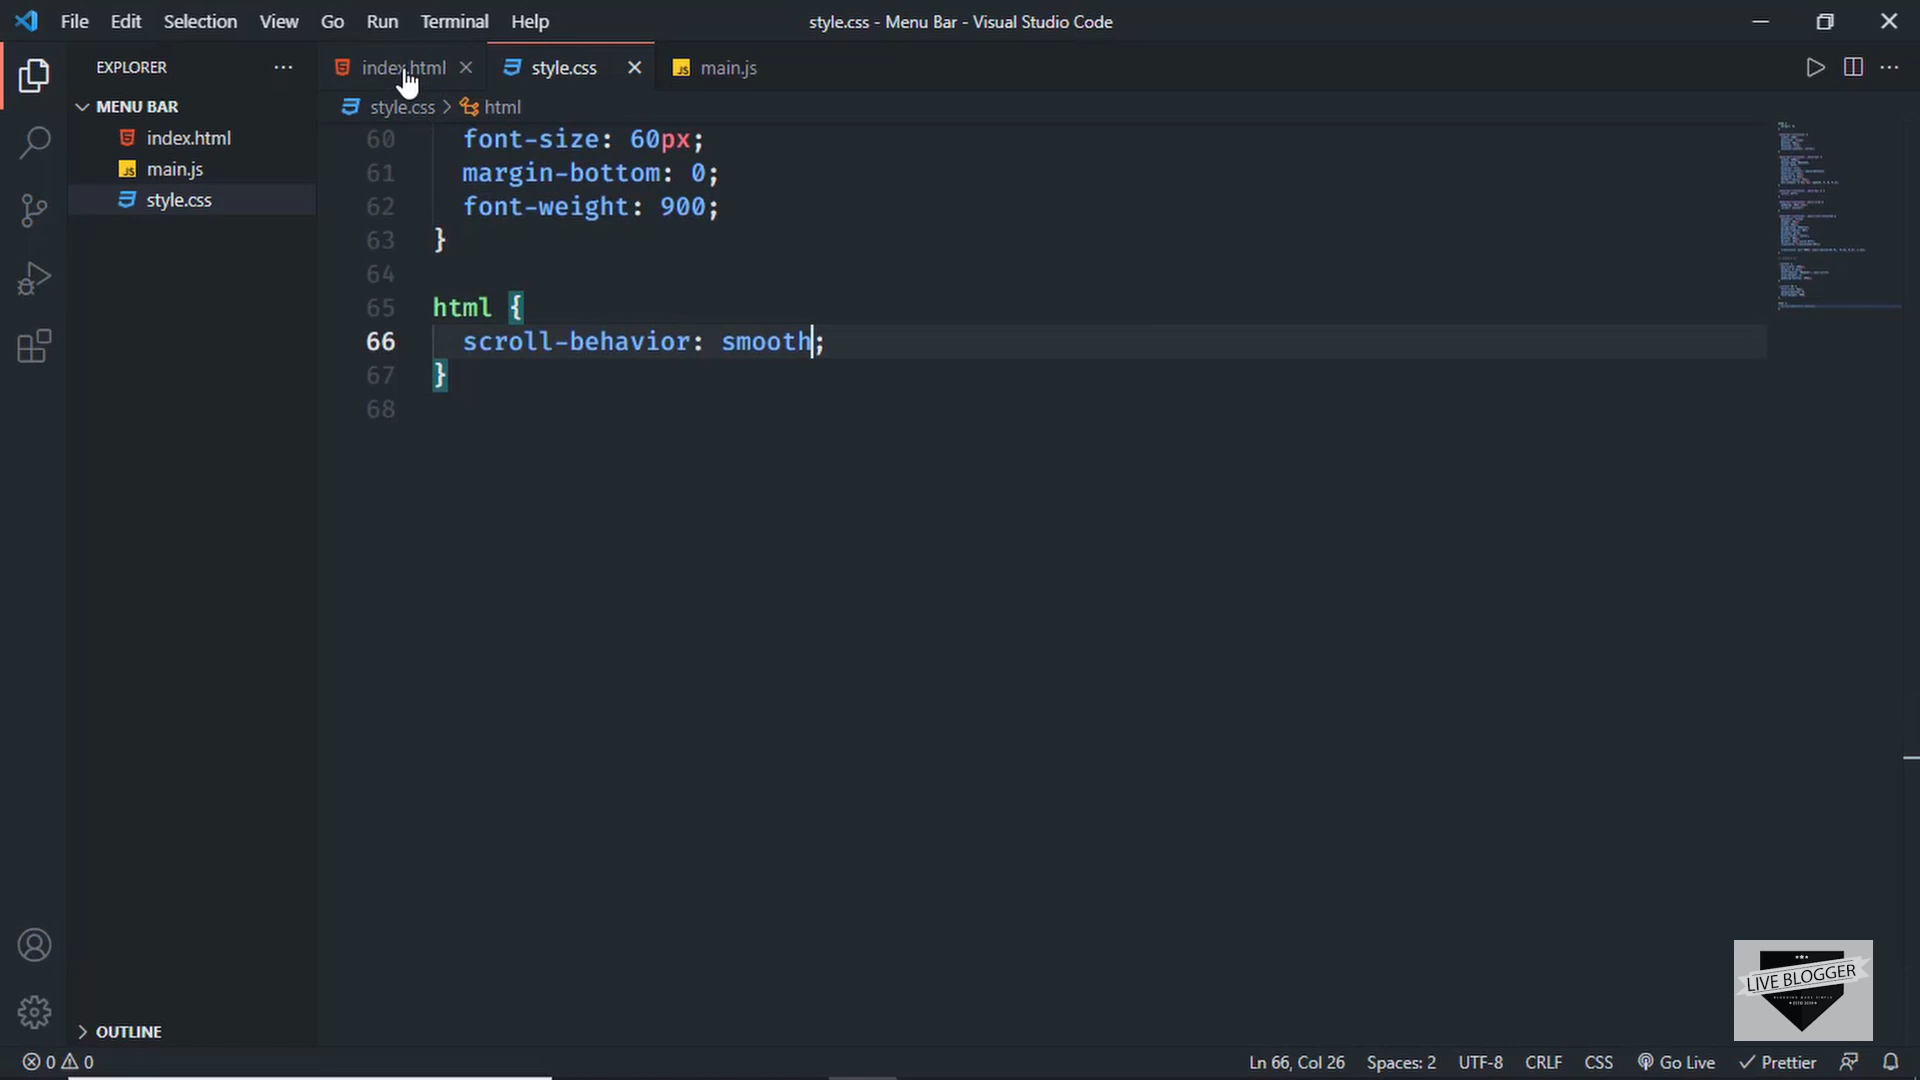 File Edit Selection View Go Run Terminal Help
style.css - Menu Bar - Visual Studio Code
EXPLORER
index.html
style.css
JS main.js
MENU BAR
style.css > html
index.html
JS main.js
style.css
60 font-size: 60px;
61 margin-bottom: 0;
62 font-weight: 900;
63 }
64
65 html {
66 scroll-behavior: smooth;
67 }
68
LIVE BLOGGER
OUTLINE
0 0
Ln 66, Col 26 Spaces: 2 UTF-8 CRLF CSS Go Live Prettier